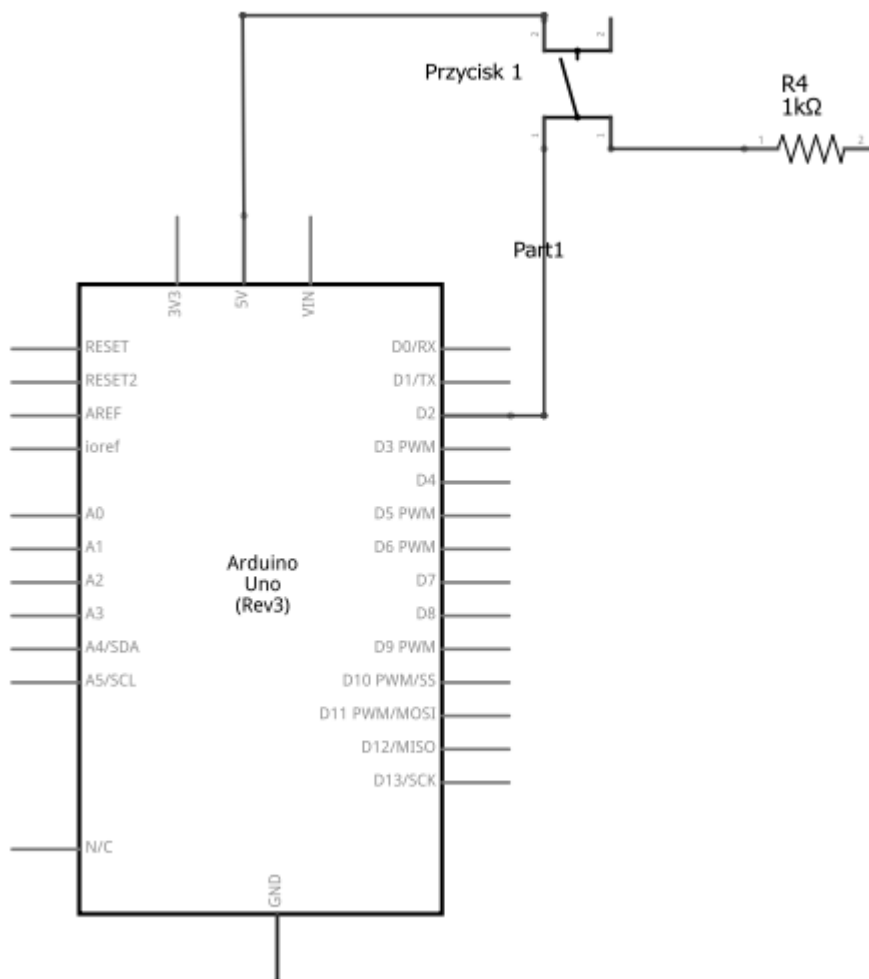 2
2
Przycisk 1
R4
1kΩ
1
1
1
2
Part1
3V3
5V
VIN
RESET
D0/RX
RESET2
D1/TX
AREF
D2
ioref
D3 PWM
D4
A0
D5 PWM
A1
D6 PWM
Arduino
Uno
(Rev3)
A2
D7
A3
D8
A4/SDA
D9 PWM
A5/SCL
D10 PWM/SS
D11 PWM/MOSI
D12/MISO
D13/SCK
N/C
GND